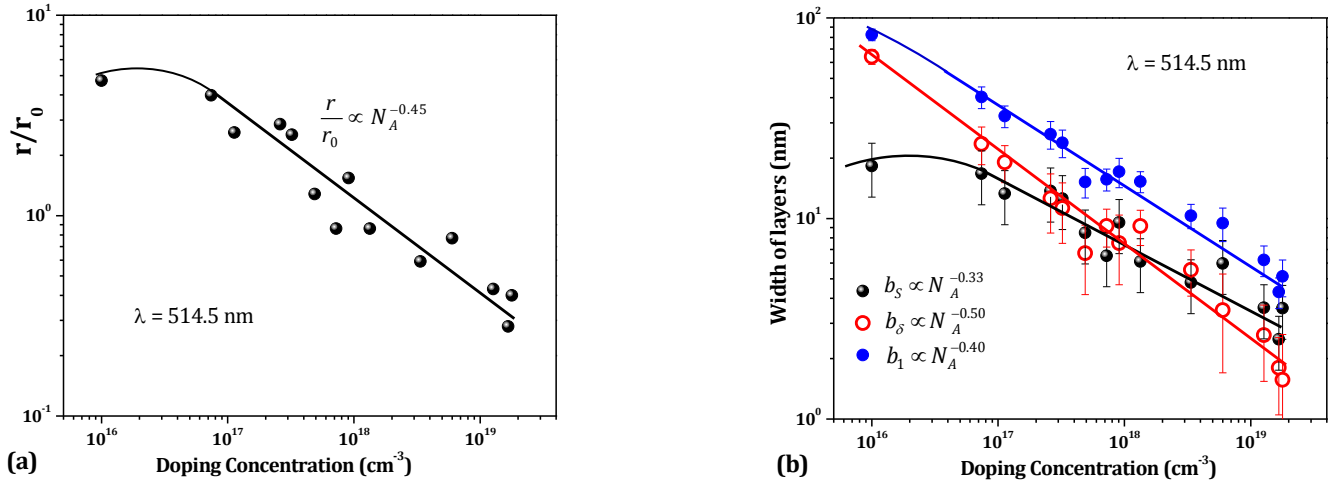 10^1
10^0
10^-1
r/r_0
r/r_0 ∝ N_A^-0.45
λ = 514.5 nm
10^16 10^17 10^18 10^19
Doping Concentration (cm^-3)
(a)
10^2
10^1
10^0
Width of layers (nm)
λ = 514.5 nm
b_S ∝ N_A^-0.33
b_δ ∝ N_A^-0.50
b_1 ∝ N_A^-0.40
10^16 10^17 10^18 10^19
Doping Concentration (cm^-3)
(b)